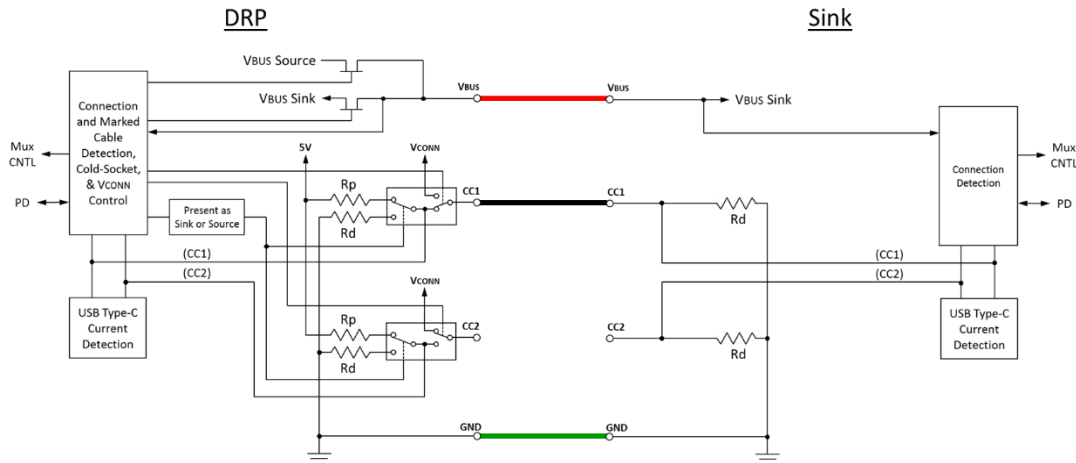 DRP
Sink
VBUS Source
VBUS Sink
VBUS
VBUS
VBUS Sink
Connection
and Marked
Cable
Detection,
Cold-Socket,
& VCONN
Control
Mux
CNTL
PD
5V
VCONN
Rp
Rd
CC1
CC1
Rd
Present as
Sink or Source
(CC1)
(CC2)
USB Type-C
Current
Detection
VCONN
Rp
Rd
CC2
CC2
Rd
(CC1)
(CC2)
Connection
Detection
Mux
CNTL
PD
USB Type-C
Current
Detection
GND
GND